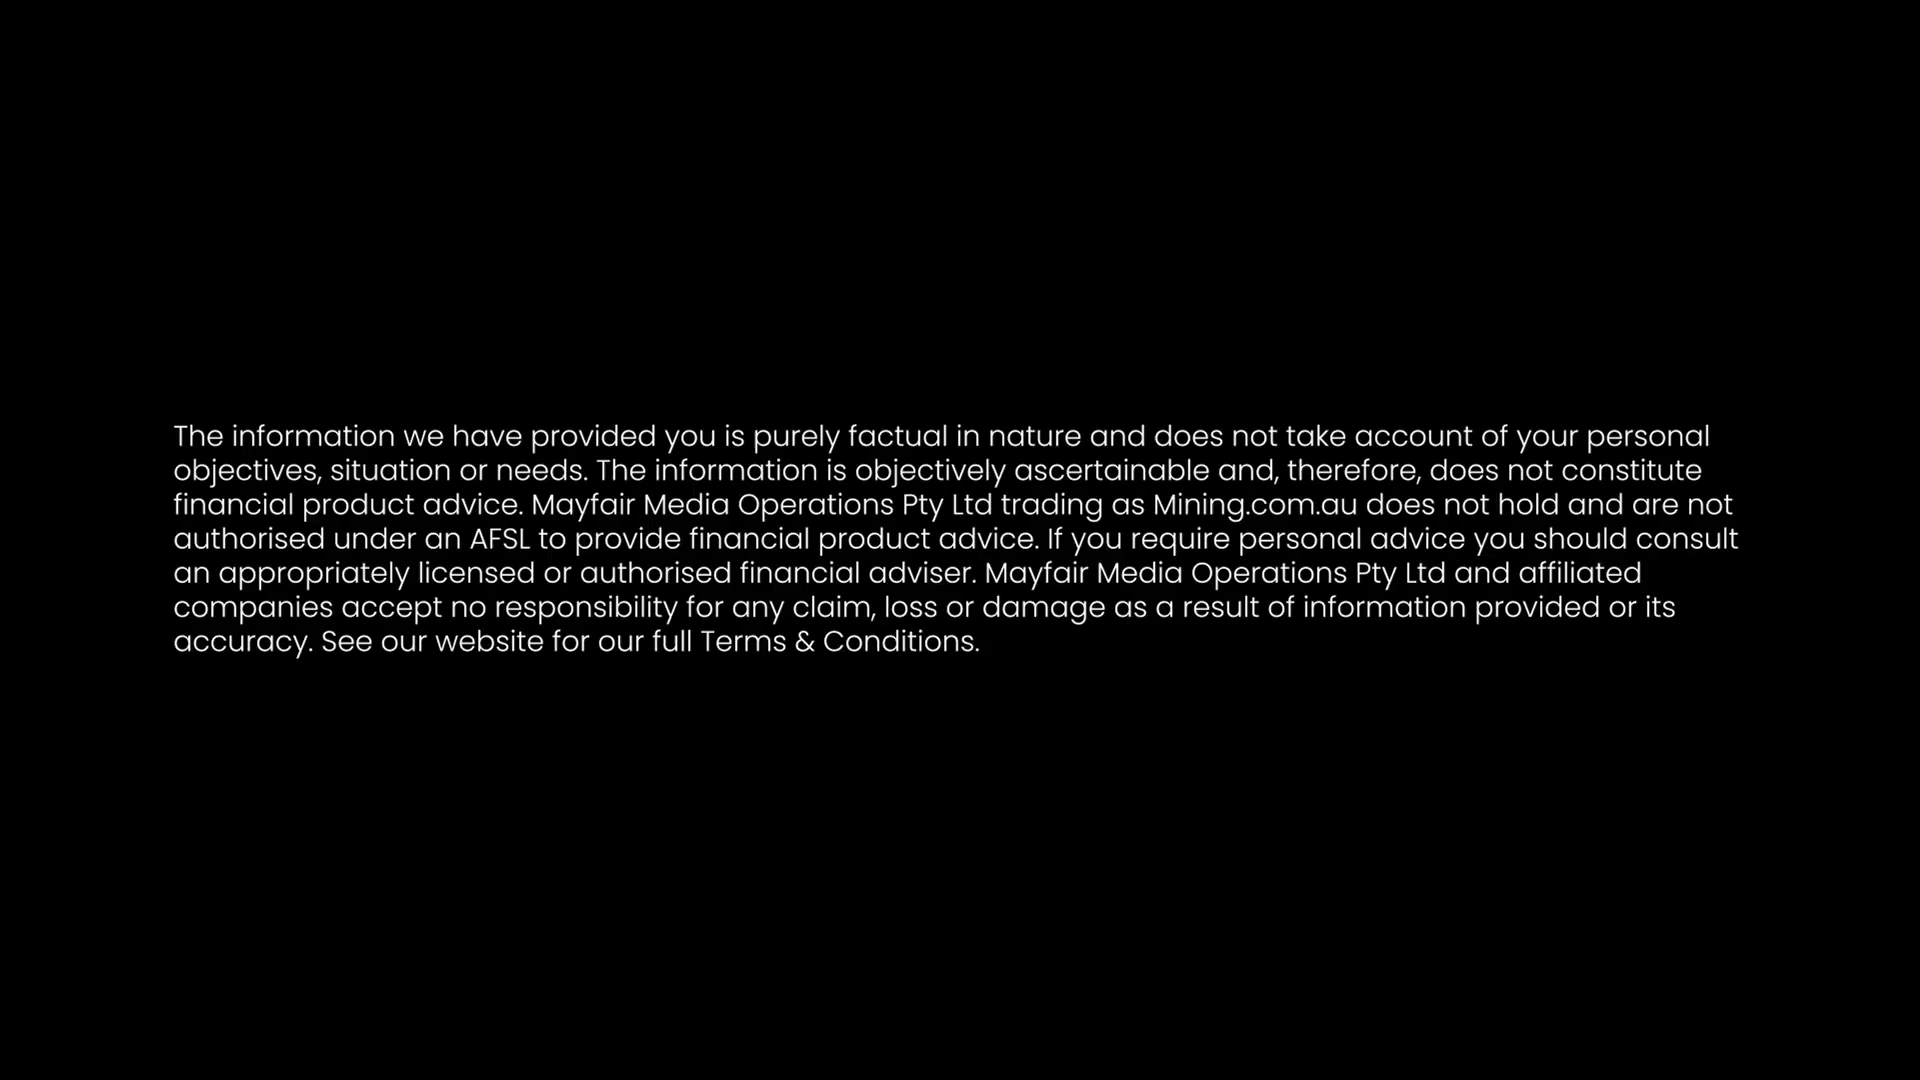 The information we have provided you is purely factual in nature and does not take account of your personal
objectives, situation or needs. The information is objectively ascertainable and, therefore, does not constitute
financial product advice. Mayfair Media Operations Pty Ltd trading as Mining.com.au does not hold and are not
authorised under an AFSL to provide financial product advice. If you require personal advice you should consult
an appropriately licensed or authorised financial adviser. Mayfair Media Operations Pty Ltd and affiliated
companies accept no responsibility for any claim, loss or damage as a result of information provided or its
accuracy. See our website for our full Terms & Conditions.